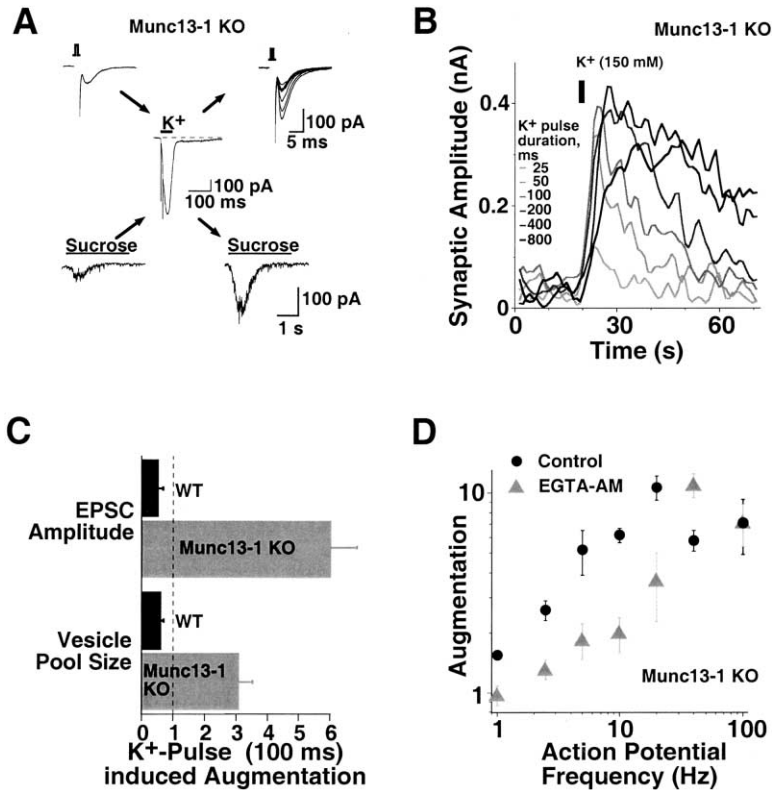 A
Munc13-1 KO
K+
100 pA
5 ms
100 pA
100 ms
Sucrose
Sucrose
100 pA
1 s
B
Munc13-1 KO
K+ (150 mM)
Synaptic Amplitude (nA)
0.4
0.2
0
K+ pulse
duration,
ms
25
50
100
200
400
800
0
30
60
Time (s)
C
EPSC
Amplitude
WT
Munc13-1 KO
Vesicle
Pool Size
WT
Munc13-1
KO
0 1 2 3 4 5 6
K+-Pulse (100 ms)
induced Augmentation
D
Control
EGTA-AM
Augmentation
10
1
Munc13-1 KO
1 10 100
Action Potential
Frequency (Hz)